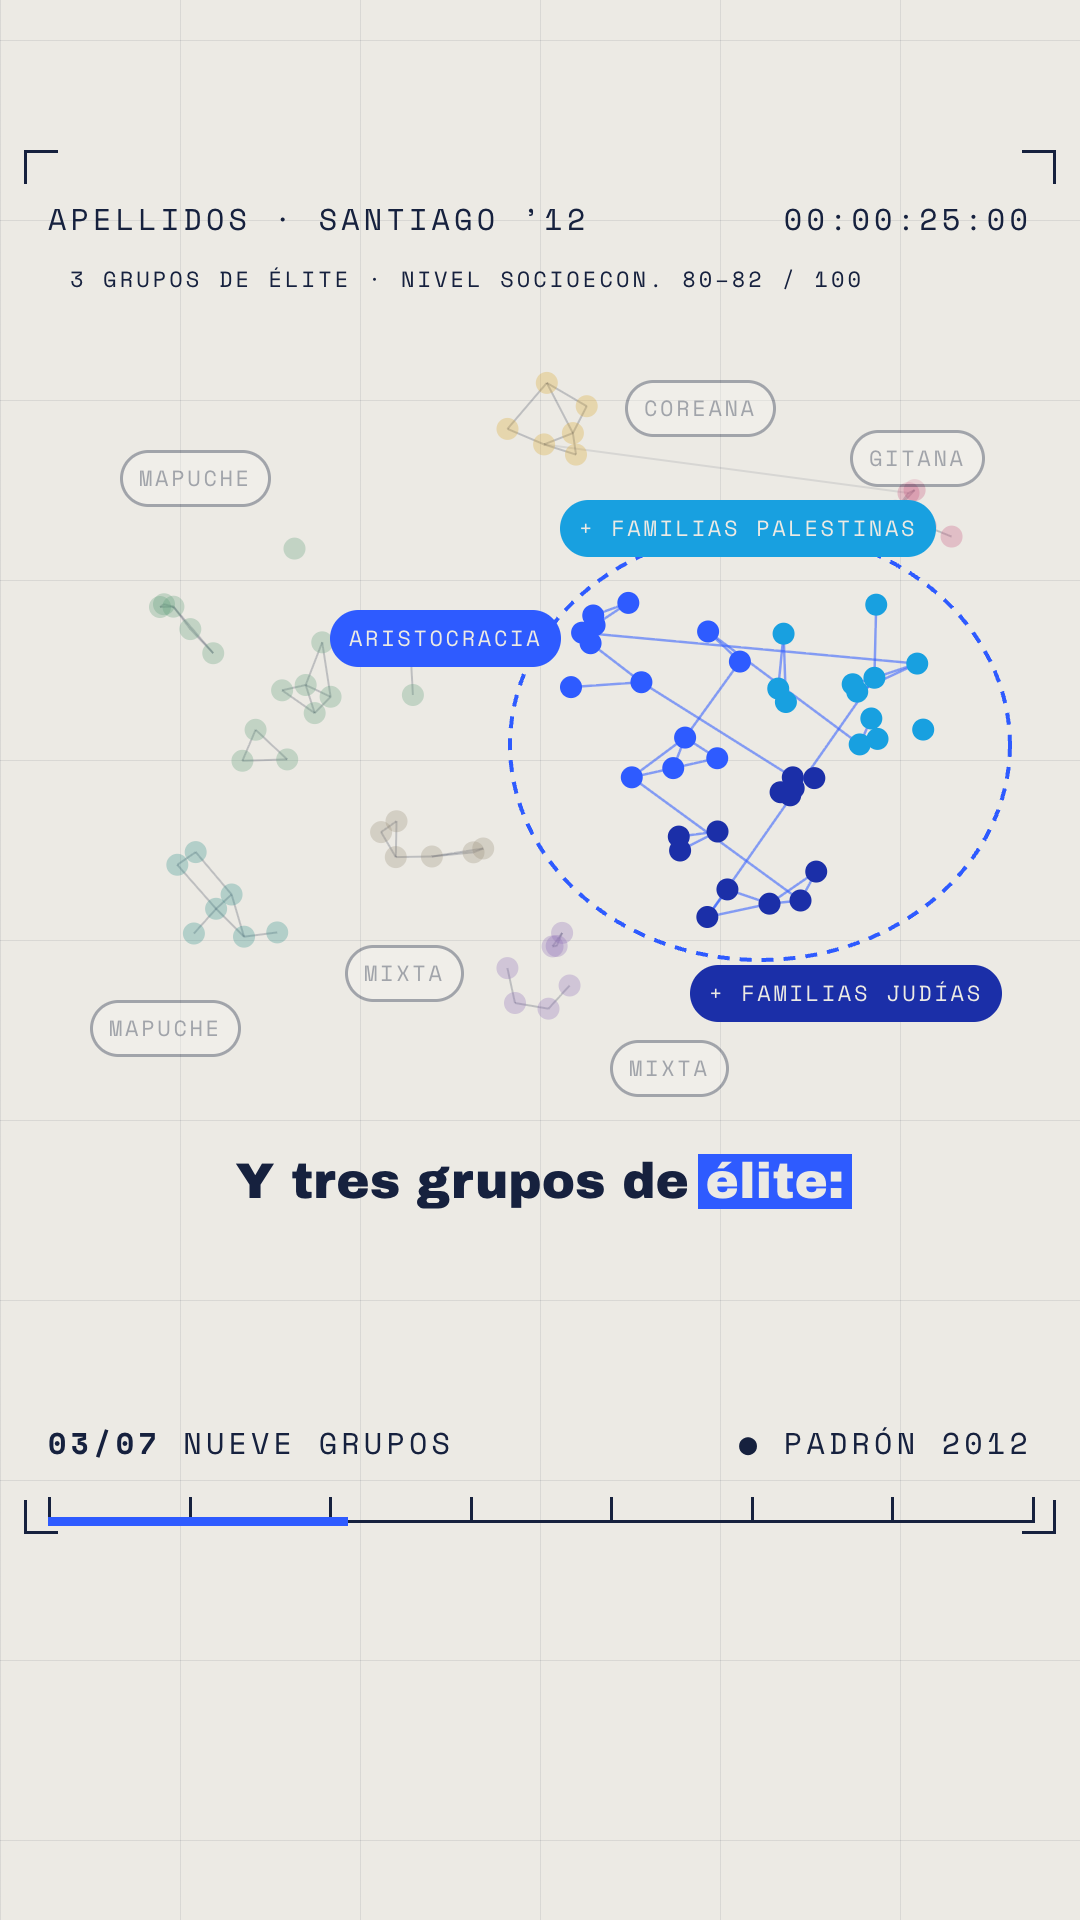 APELLIDOS · SANTIAGO ’12
00:00:25:00
3 GRUPOS DE ÉLITE · NIVEL SOCIOECON. 80–82 / 100
COREANA
GITANA
MAPUCHE
+ FAMILIAS PALESTINAS
ARISTOCRACIA
MIXTA
+ FAMILIAS JUDÍAS
MAPUCHE
MIXTA
Y tres grupos de élite:
03/07 NUEVE GRUPOS
● PADRÓN 2012